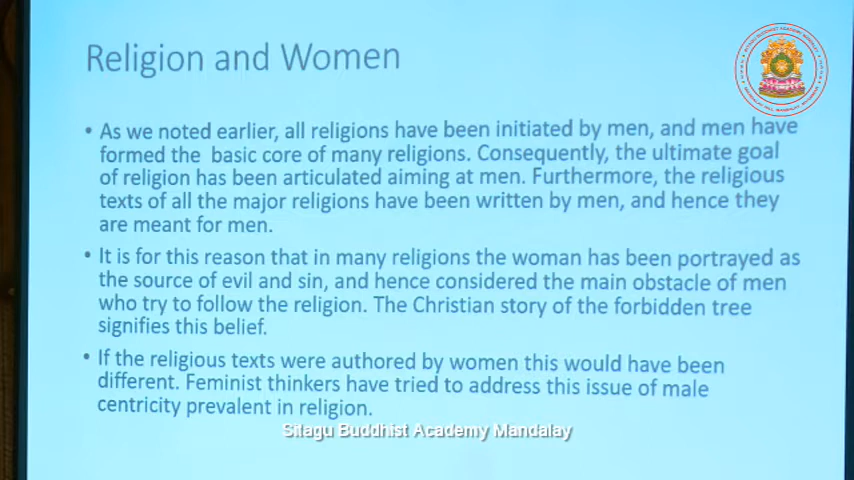 Religion and Women
• As we noted earlier, all religions have been initiated by men, and men have
formed the basic core of many religions. Consequently, the ultimate goal
of religion has been articulated aiming at men. Furthermore, the religious
texts of all the major religions have been written by men, and hence they
are meant for men.
• It is for this reason that in many religions the woman has been portrayed as
the source of evil and sin, and hence considered the main obstacle of men
who try to follow the religion. The Christian story of the forbidden tree
signifies this belief.
• If the religious texts were authored by women this would have been
different. Feminist thinkers have tried to address this issue of male
centricity prevalent in religion.
Sitagu Buddhist Academy Mandalay